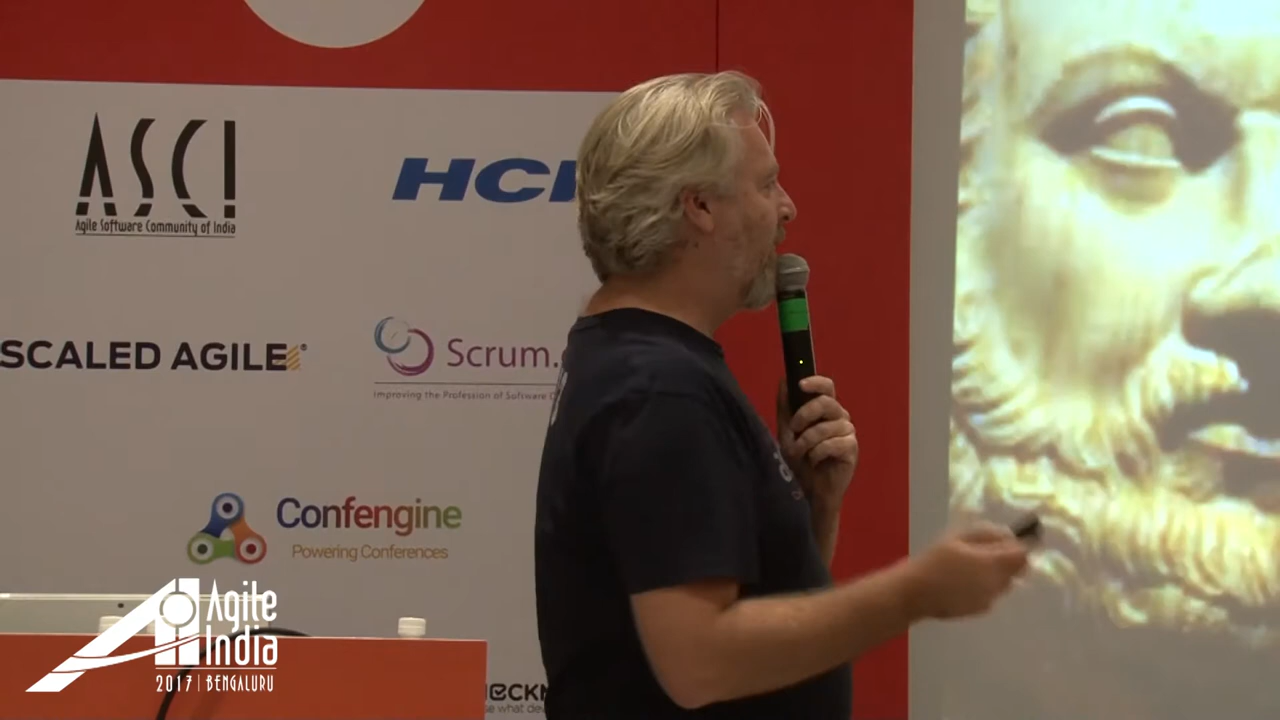 ASCI
Agile Software Community of India
HCL
SCALED AGILE®
Scrum.
Improving the Profession of Software
Confengine
Powering Conferences
Agile
India
2017 | BENGALURU